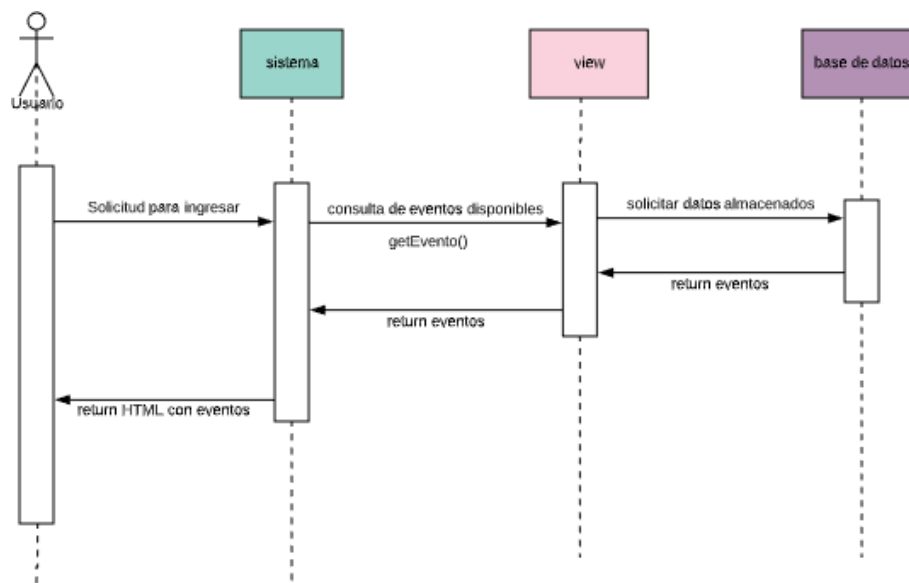 Usuario
sistema
view
base de datos
Solicitud para ingresar
consulta de eventos disponibles
getEvento()
solicitar datos almacenados
return eventos
return eventos
return HTML con eventos